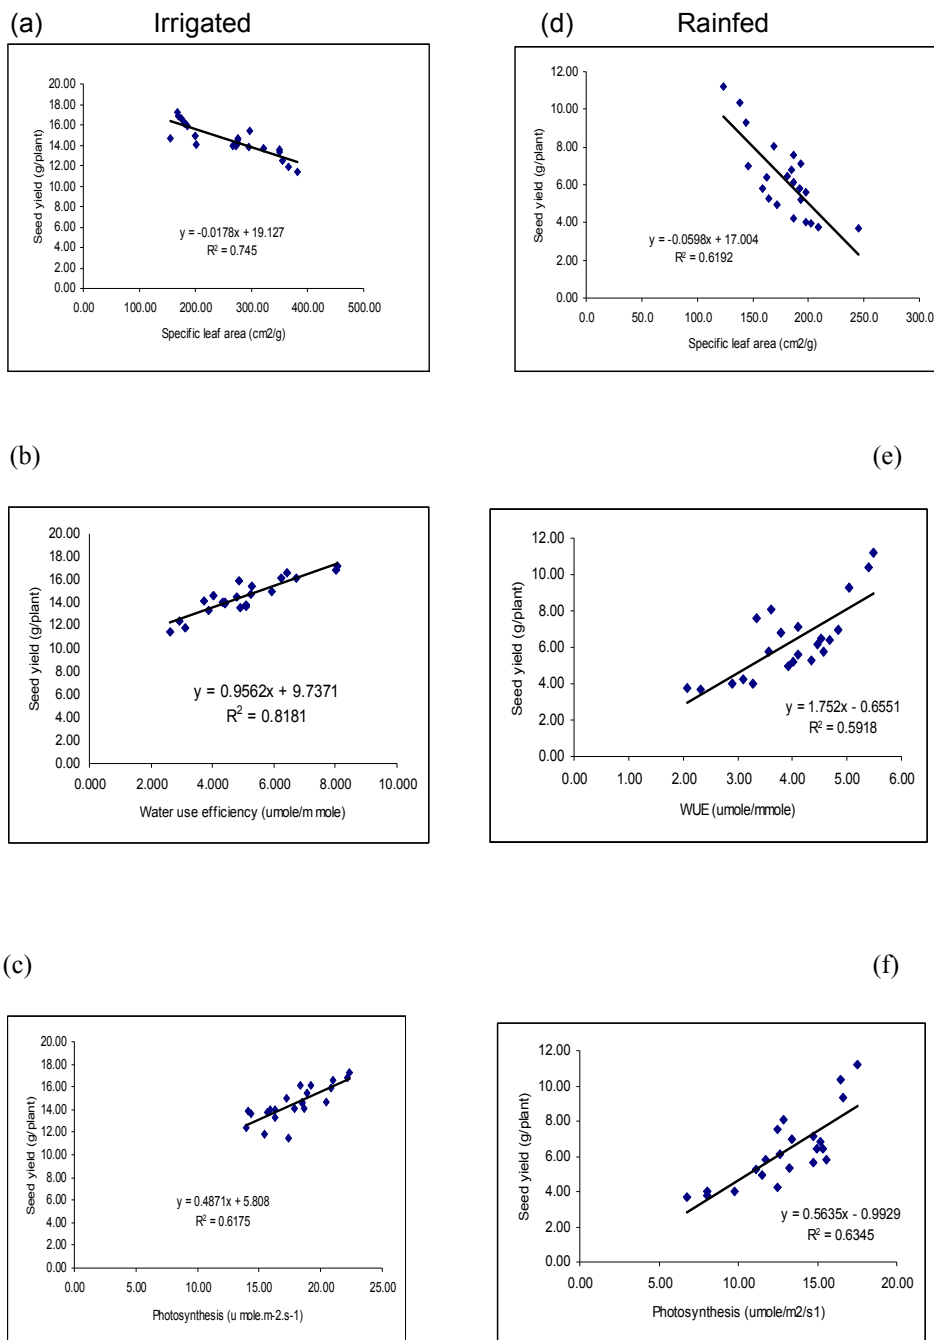 (a) Irrigated
(d) Rainfed
20.00
18.00
16.00
14.00
12.00
10.00
8.00
6.00
4.00
2.00
0.00
Seed yield (g/plant)
y = -0.0178x + 19.127
R² = 0.745
0.00 100.00 200.00 300.00 400.00 500.00
Specific leaf area (cm2/g)
12.00
10.00
8.00
6.00
4.00
2.00
0.00
Seed yield (g/plant)
y = -0.0598x + 17.004
R² = 0.6192
0.0 50.0 100.0 150.0 200.0 250.0 300.0
Specific leaf area (cm2/g)
(b)
(e)
20.00
18.00
16.00
14.00
12.00
10.00
8.00
6.00
4.00
2.00
0.00
Seed yield (g/plant)
y = 0.9562x + 9.7371
R² = 0.8181
0.000 2.000 4.000 6.000 8.000 10.000
Water use efficiency (umole/m mole)
12.00
10.00
8.00
6.00
4.00
2.00
0.00
Seed yield (g/plant)
y = 1.752x - 0.6551
R² = 0.5918
0.00 1.00 2.00 3.00 4.00 5.00 6.00
WUE (umole/mmole)
(c)
(f)
20.00
18.00
16.00
14.00
12.00
10.00
8.00
6.00
4.00
2.00
0.00
Seed yield (g/plant)
y = 0.4871x + 5.808
R² = 0.6175
0.00 5.00 10.00 15.00 20.00 25.00
Photosynthesis (u mole.m-2.s-1)
12.00
10.00
8.00
6.00
4.00
2.00
0.00
Seed yield (g/plant)
y = 0.5635x - 0.9929
R² = 0.6345
0.00 5.00 10.00 15.00 20.00
Photosynthesis (umole/m2/s1)